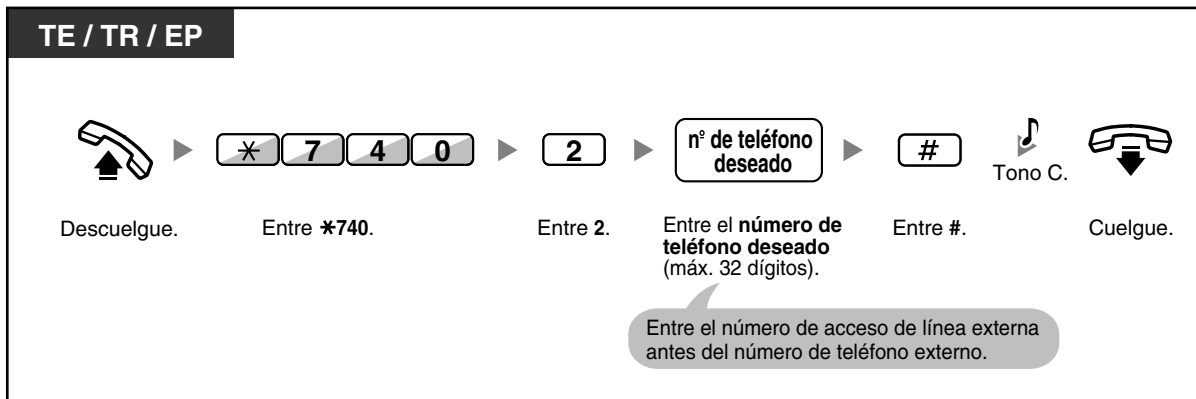 TE / TR / EP
✳ 7 4 0
2
nº de teléfono
deseado
#
Tono C.
Descuelgue.
Entre ✳740.
Entre 2.
Entre el número de
teléfono deseado
(máx. 32 dígitos).
Entre #.
Cuelgue.
Entre el número de acceso de línea externa
antes del número de teléfono externo.